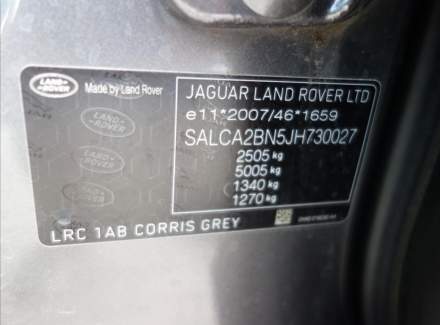 LAND-
ROVER
Made by Land Rover
JAGUAR LAND ROVER LTD
e11*2007/46*1659
SALCA2BN5JH730027
2505 kg
5005 kg
1340 kg
1270 kg
LRC 1AB CORRIS GREY